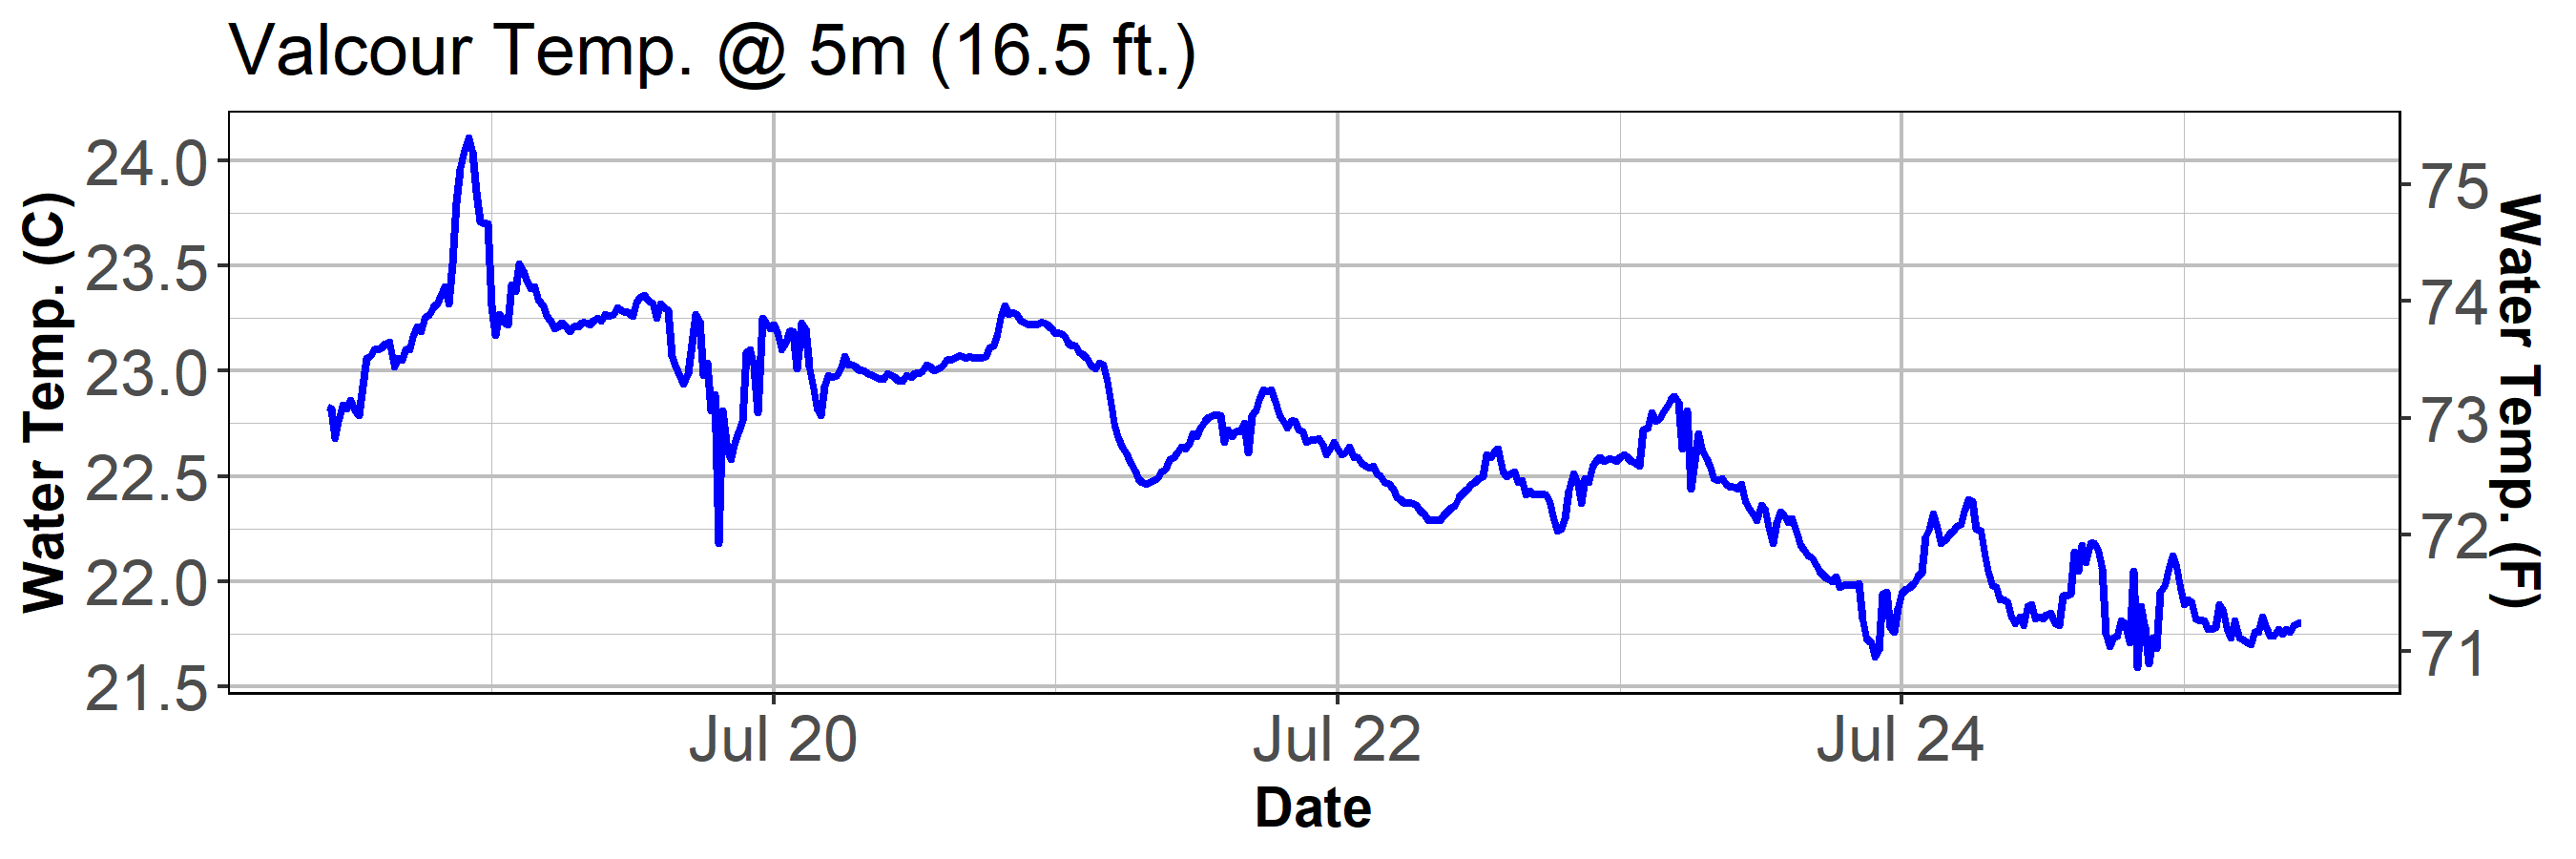 Valcour Temp. @ 5m (16.5 ft.)
Water Temp. (C)
24.0
23.5
23.0
22.5
22.0
21.5
75
74
73
72
71
Water Temp. (F)
Jul 20
Jul 22
Jul 24
Date